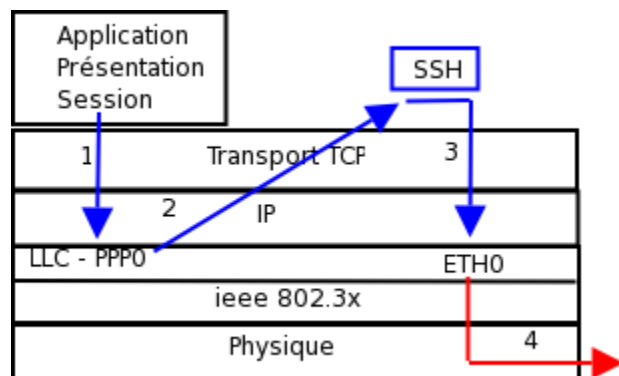 Application
Présentation
Session
SSH
1
Transport TCP
3
2
IP
LLC - PPP0
ETH0
ieee 802.3x
Physique
4